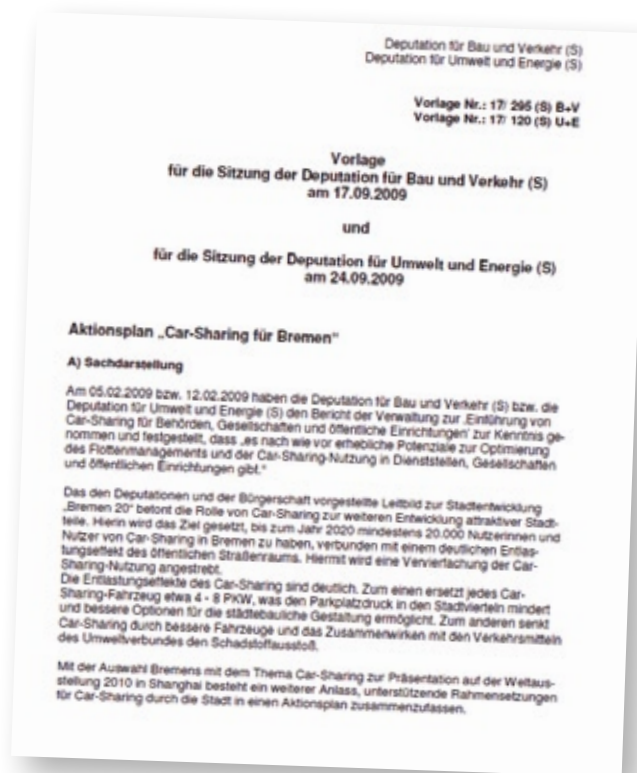 Deputation für Bau und Verkehr (S)
Deputation für Umwelt und Energie (S)
Vorlage Nr.: 17/ 295 (S) B+V
Vorlage Nr.: 17/ 120 (S) U+E
Vorlage
für die Sitzung der Deputation für Bau und Verkehr (S)
am 17.09.2009
und
für die Sitzung der Deputation für Umwelt und Energie (S)
am 24.09.2009
Aktionsplan „Car-Sharing für Bremen“
A) Sachdarstellung
Am 05.02.2009 bzw. 12.02.2009 haben die Deputation für Bau und Verkehr (S) bzw. die
Deputation für Umwelt und Energie (S) den Bericht der Verwaltung zur ‚Einführung von
Car-Sharing für Behörden, Gesellschaften und öffentliche Einrichtungen‘ zur Kenntnis ge-
nommen und festgestellt, dass „es nach wie vor erhebliche Potenziale zur Optimierung
des Flottenmanagements und der Car-Sharing-Nutzung in Dienststellen, Gesellschaften
und öffentlichen Einrichtungen gibt.“
Das den Deputationen und der Bürgerschaft vorgestellte Leitbild zur Stadtentwicklung
„Bremen 20“ betont die Rolle von Car-Sharing zur weiteren Entwicklung attraktiver Stadt-
teile. Hierin wird das Ziel gesetzt, bis zum Jahr 2020 mindestens 20.000 Nutzerinnen und
Nutzer von Car-Sharing in Bremen zu haben, verbunden mit einem deutlichen Entlas-
tungseffekt des öffentlichen Straßenraums. Hiermit wird eine Vervierfachung der Car-
Sharing-Nutzung angestrebt.
Die Entlastungseffekte des Car-Sharing sind deutlich. Zum einen ersetzt jedes Car-
Sharing-Fahrzeug etwa 4 - 8 PKW, was den Parkplatzdruck in den Stadtvierteln mindert
und bessere Optionen für die städtebauliche Gestaltung ermöglicht. Zum anderen senkt
Car-Sharing durch bessere Fahrzeuge und das Zusammenwirken mit den Verkehrsmitteln
des Umweltverbundes den Schadstoffausstoß.
Mit der Auswahl Bremens mit dem Thema Car-Sharing zur Präsentation auf der Weltaus-
stellung 2010 in Shanghai besteht ein weiterer Anlass, unterstützende Rahmensetzungen
für Car-Sharing durch die Stadt in einen Aktionsplan zusammenzufassen.